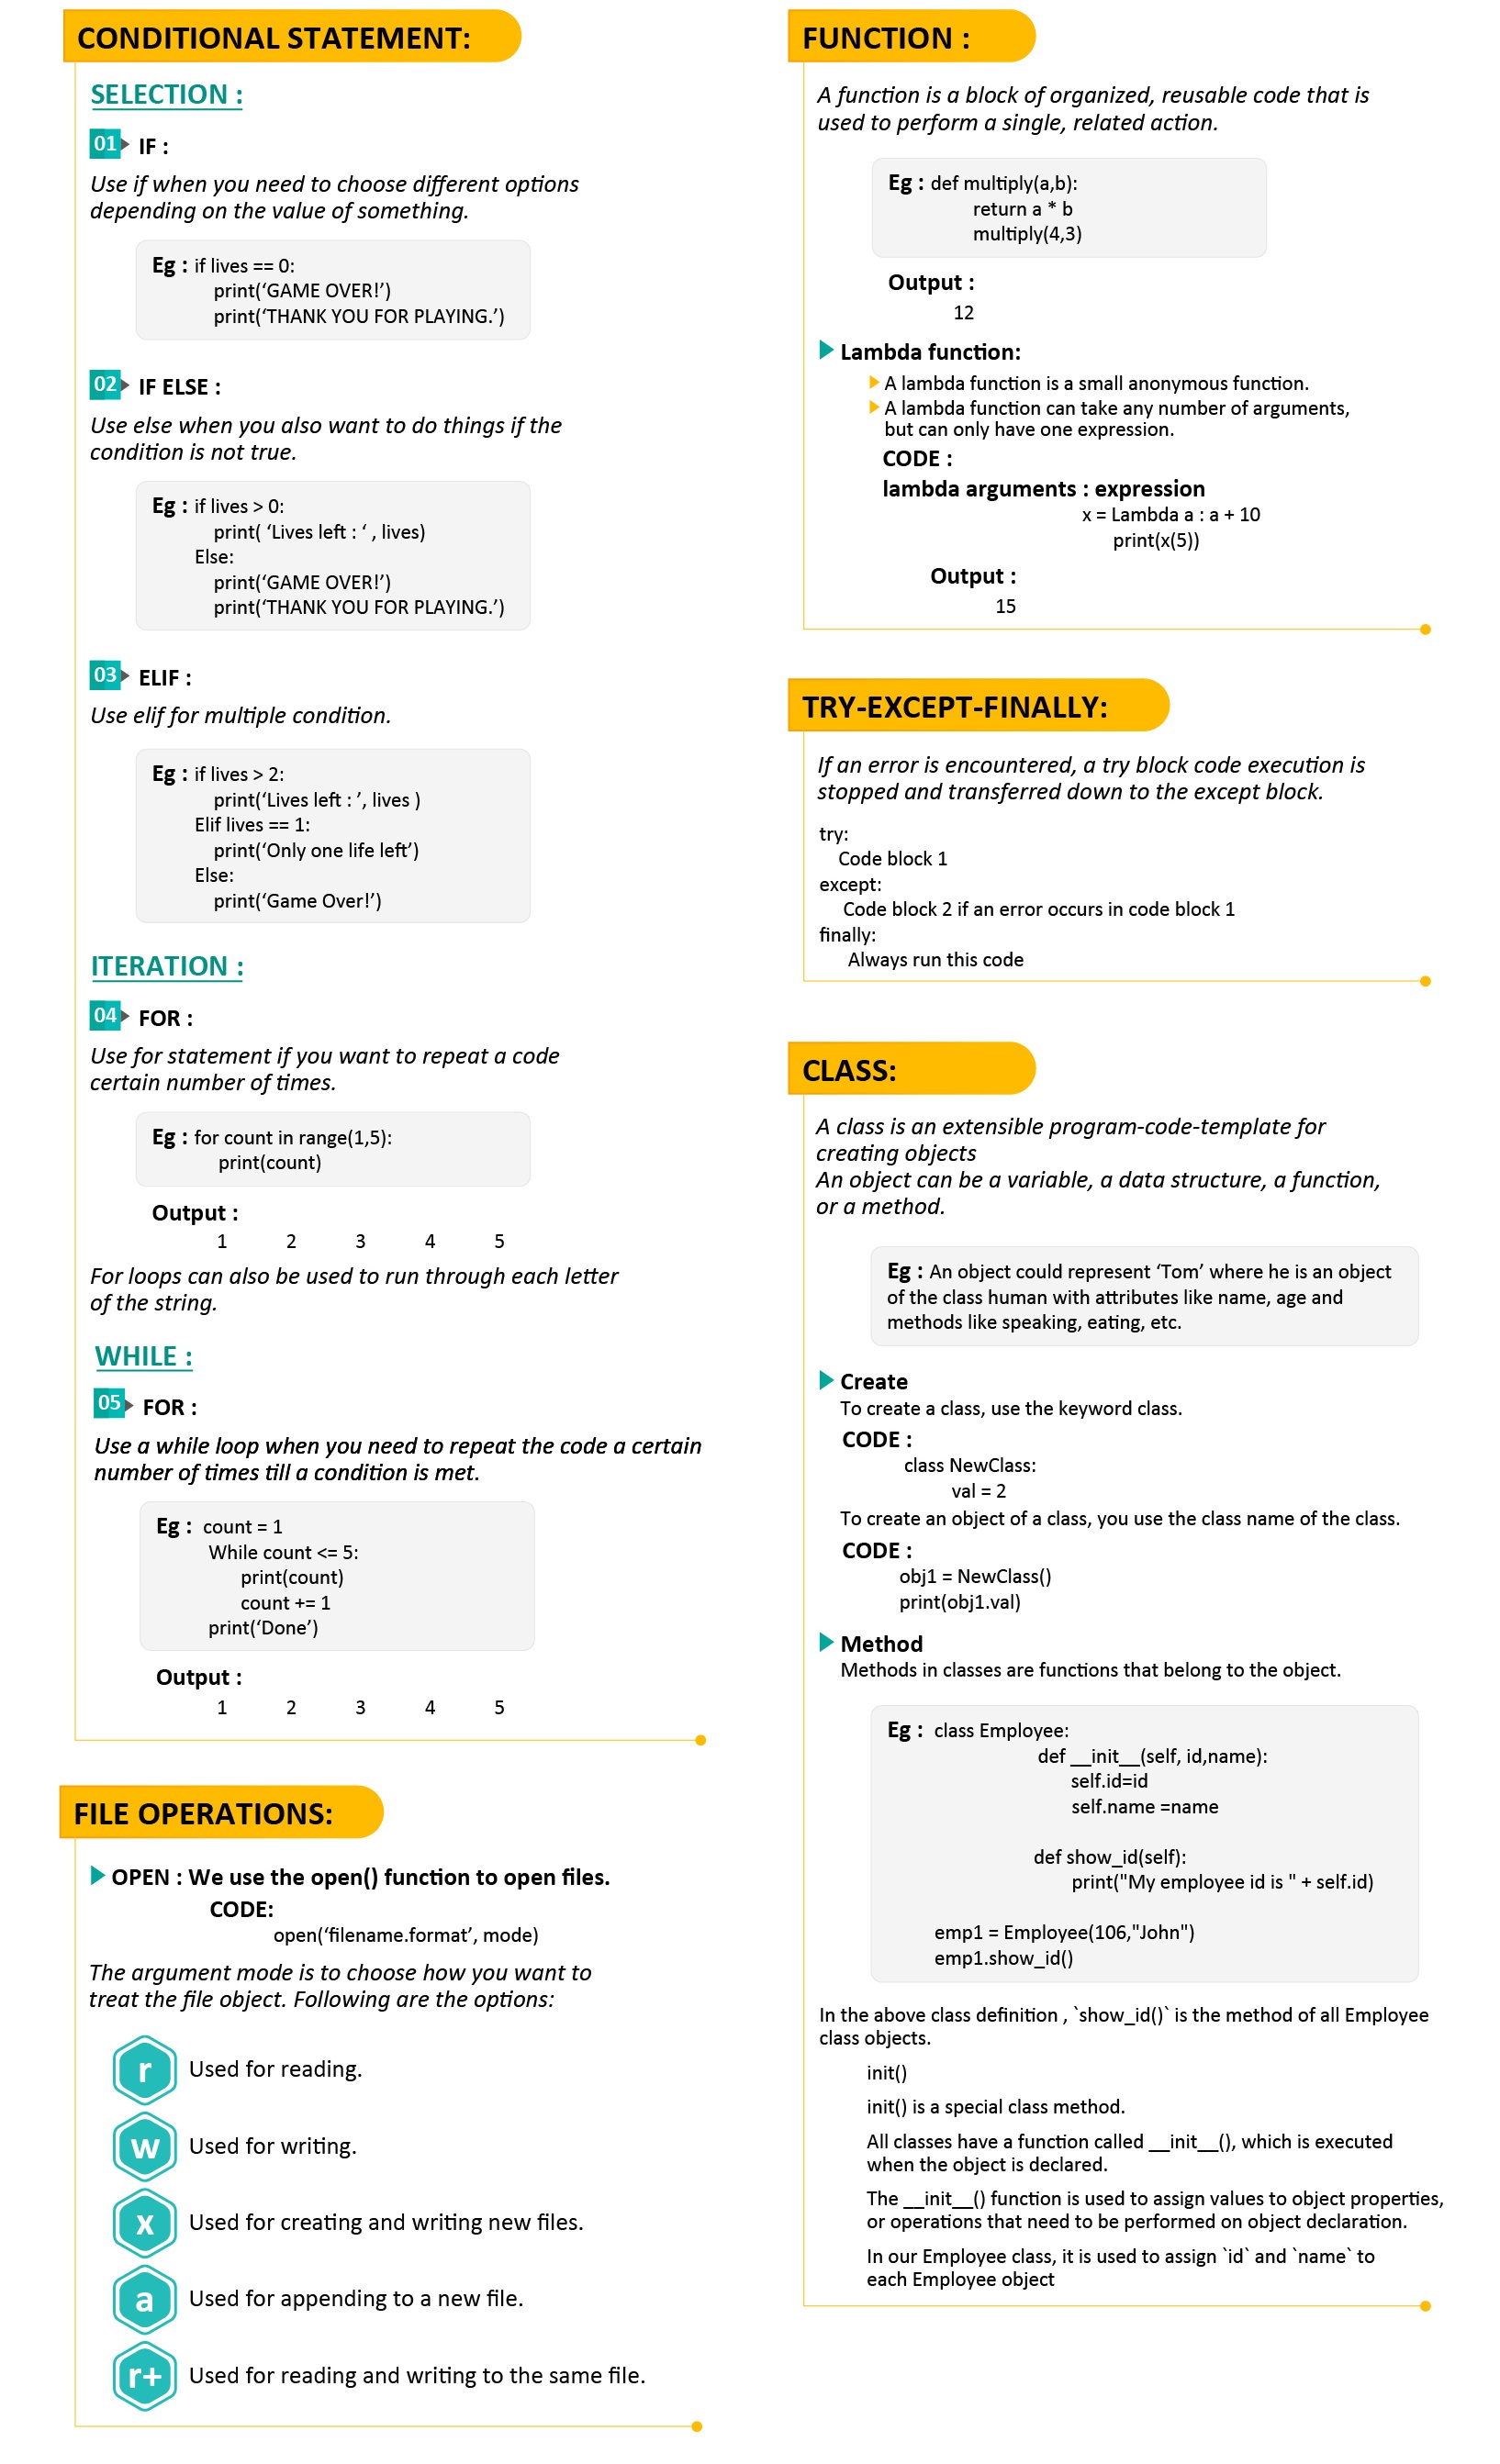 CONDITIONAL STATEMENT:
SELECTION :
01 IF :
Use if when you need to choose different options
depending on the value of something.
Eg : if lives == 0:
print(‘GAME OVER!’)
print(‘THANK YOU FOR PLAYING.’)
02 IF ELSE :
Use else when you also want to do things if the
condition is not true.
Eg : if lives > 0:
print( ‘Lives left : ‘ , lives)
Else:
print(‘GAME OVER!’)
print(‘THANK YOU FOR PLAYING.’)
03 ELIF :
Use elif for multiple condition.
Eg : if lives > 2:
print(‘Lives left : ’, lives )
Elif lives == 1:
print(‘Only one life left’)
Else:
print(‘Game Over!’)
ITERATION :
04 FOR :
Use for statement if you want to repeat a code
certain number of times.
Eg : for count in range(1,5):
print(count)
Output :
1 2 3 4 5
For loops can also be used to run through each letter
of the string.
WHILE :
05 FOR :
Use a while loop when you need to repeat the code a certain
number of times till a condition is met.
Eg : count = 1
While count <= 5:
print(count)
count += 1
print(‘Done’)
Output :
1 2 3 4 5
FILE OPERATIONS:
OPEN : We use the open() function to open files.
CODE:
open(‘filename.format’, mode)
The argument mode is to choose how you want to
treat the file object. Following are the options:
r Used for reading.
w Used for writing.
x Used for creating and writing new files.
a Used for appending to a new file.
r+ Used for reading and writing to the same file.
FUNCTION :
A function is a block of organized, reusable code that is
used to perform a single, related action.
Eg : def multiply(a,b):
return a * b
multiply(4,3)
Output :
12
Lambda function:
A lambda function is a small anonymous function.
A lambda function can take any number of arguments,
but can only have one expression.
CODE :
lambda arguments : expression
x = Lambda a : a + 10
print(x(5))
Output :
15
TRY-EXCEPT-FINALLY:
If an error is encountered, a try block code execution is
stopped and transferred down to the except block.
try:
Code block 1
except:
Code block 2 if an error occurs in code block 1
finally:
Always run this code
CLASS:
A class is an extensible program-code-template for
creating objects
An object can be a variable, a data structure, a function,
or a method.
Eg : An object could represent ‘Tom’ where he is an object
of the class human with attributes like name, age and
methods like speaking, eating, etc.
Create
To create a class, use the keyword class.
CODE :
class NewClass:
val = 2
To create an object of a class, you use the class name of the class.
CODE :
obj1 = NewClass()
print(obj1.val)
Method
Methods in classes are functions that belong to the object.
Eg : class Employee:
def __init__(self, id,name):
self.id=id
self.name =name
def show_id(self):
print("My employee id is " + self.id)
emp1 = Employee(106,"John")
emp1.show_id()
In the above class definition , `show_id()` is the method of all Employee
class objects.
init()
init() is a special class method.
All classes have a function called __init__(), which is executed
when the object is declared.
The __init__() function is used to assign values to object properties,
or operations that need to be performed on object declaration.
In our Employee class, it is used to assign `id` and `name` to
each Employee object